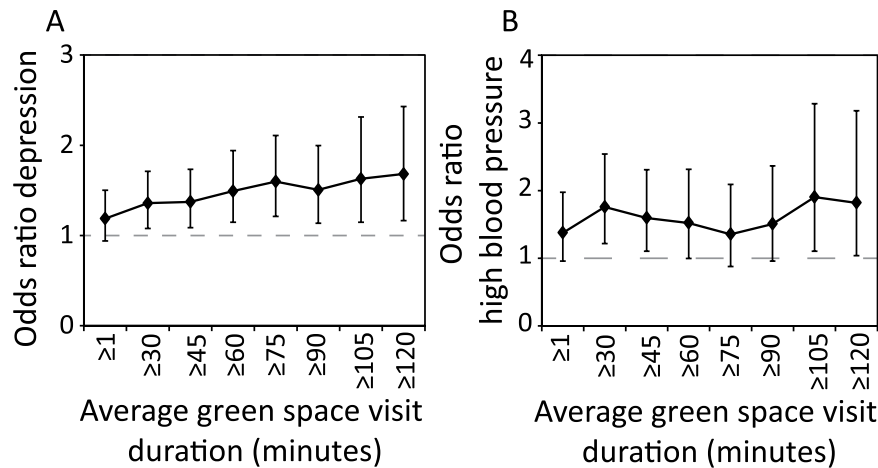 A
Odds ratio depression
3
2
1
0
≥1
≥30
≥45
≥60
≥75
≥90
≥105
≥120
Average green space visit
duration (minutes)
B
Odds ratio
high blood pressure
4
3
2
1
0
≥1
≥30
≥45
≥60
≥75
≥90
≥105
≥120
Average green space visit
duration (minutes)